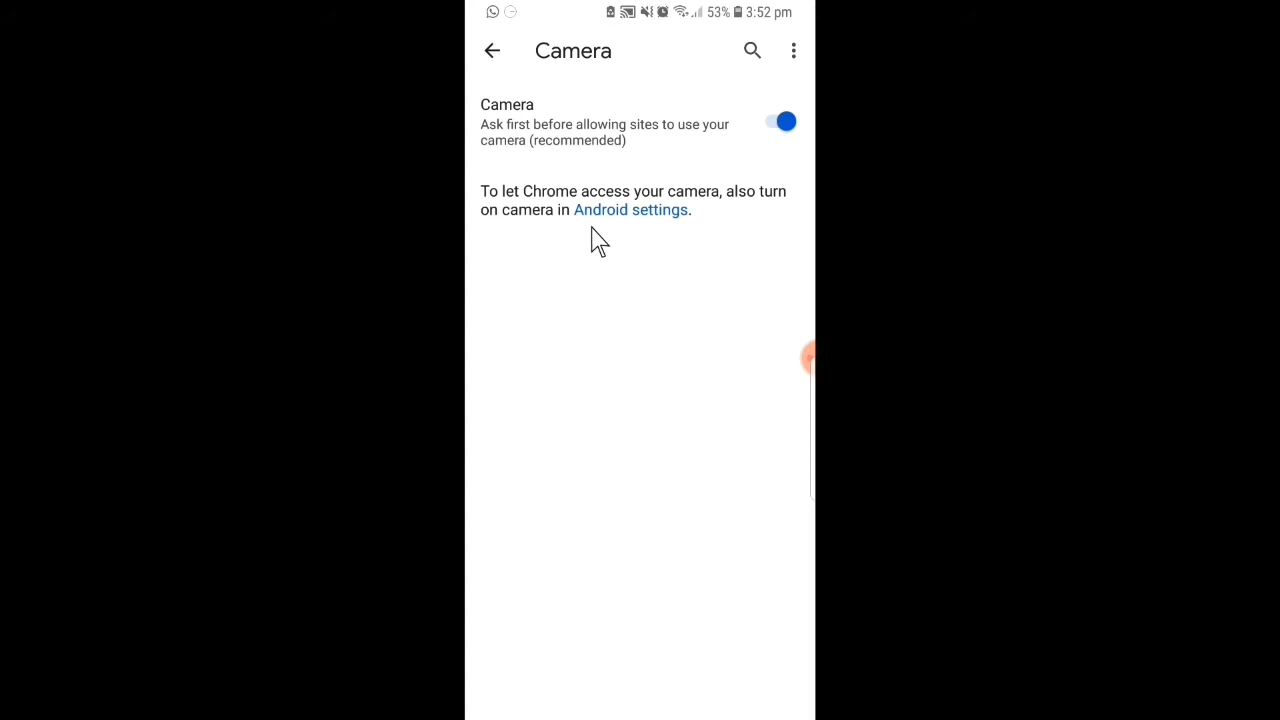 53% 3:52 pm
Camera
Camera
Ask first before allowing sites to use your
camera (recommended)
To let Chrome access your camera, also turn
on camera in Android settings.